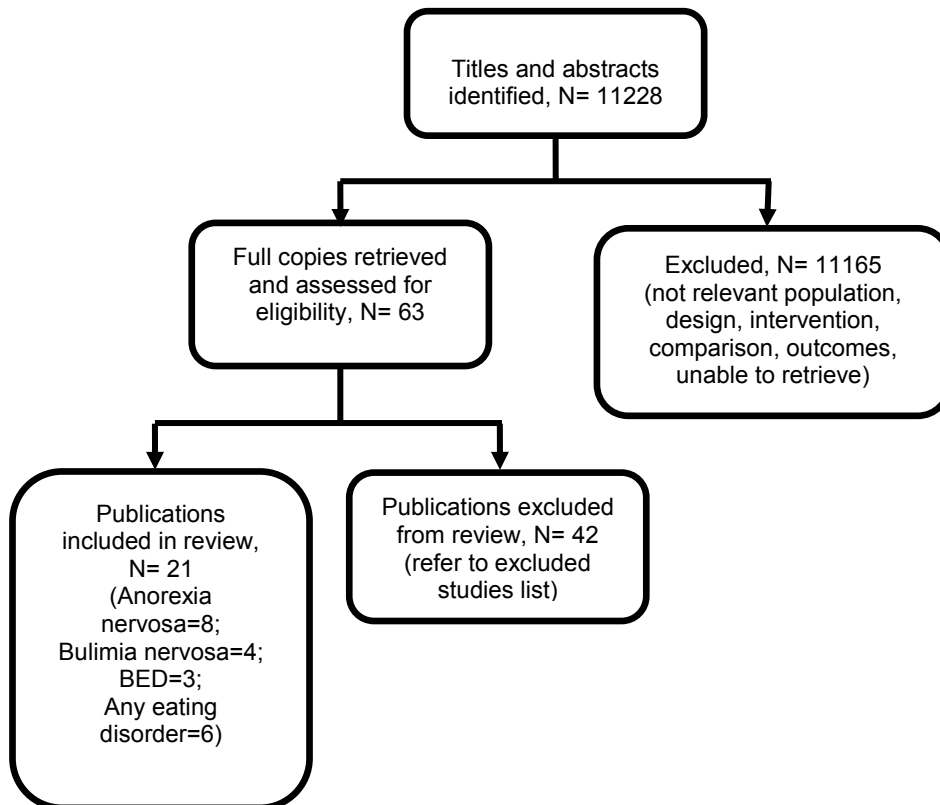 Titles and abstracts
identified, N= 11228
Full copies retrieved
and assessed for
eligibility, N= 63
Excluded, N= 11165
(not relevant population,
design, intervention,
comparison, outcomes,
unable to retrieve)
Publications
included in review,
N= 21
(Anorexia
nervosa=8;
Bulimia nervosa=4;
BED=3;
Any eating
disorder=6)
Publications excluded
from review, N= 42
(refer to excluded
studies list)